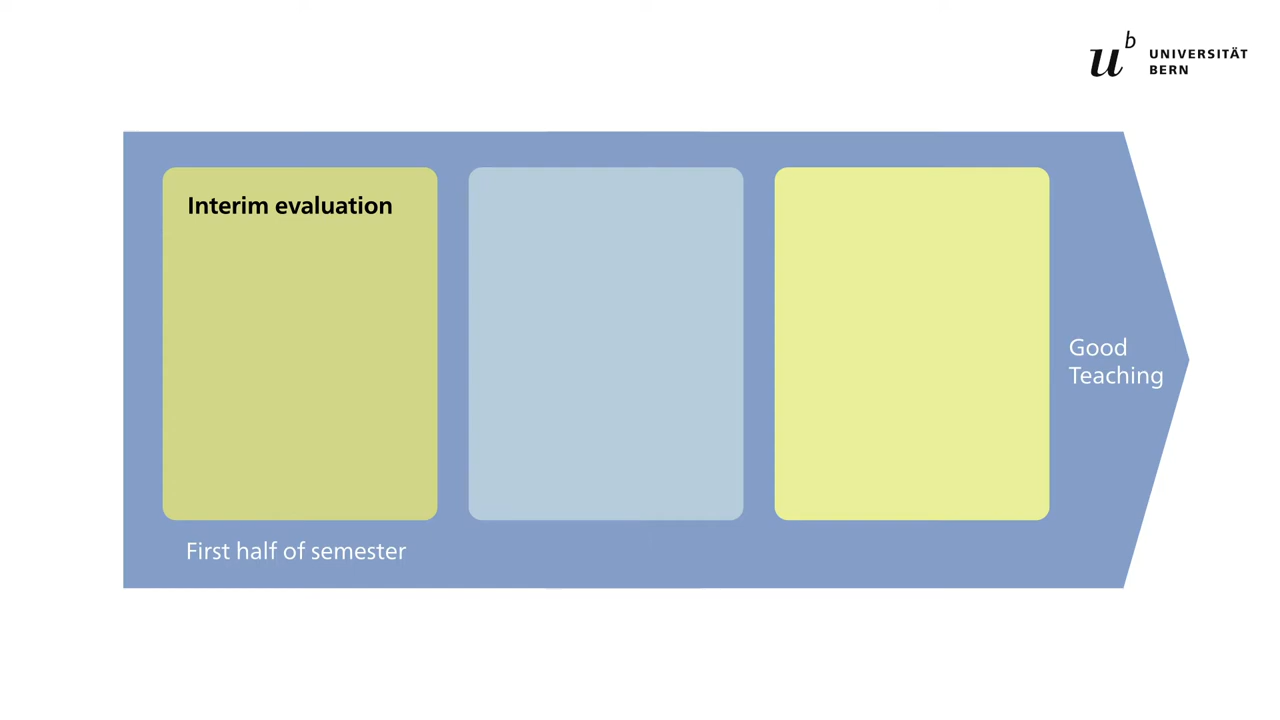 u b
UNIVERSITÄT
BERN
Interim evaluation
Good
Teaching
First half of semester